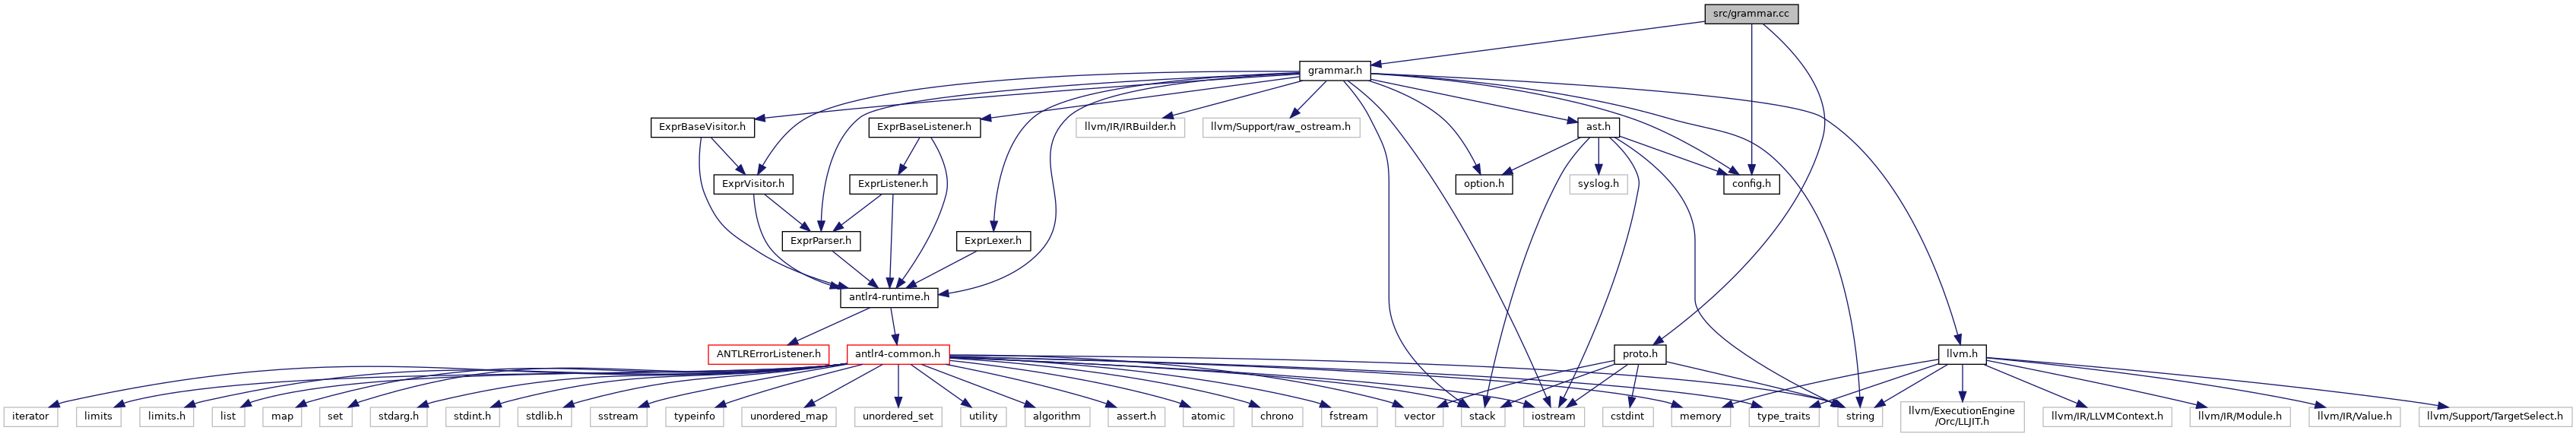 src/grammar.cc
grammar.h
ExprBaseVisitor.h
ExprBaseListener.h
llvm/IR/IRBuilder.h
llvm/Support/raw_ostream.h
ast.h
ExprVisitor.h
ExprListener.h
option.h
syslog.h
config.h
ExprParser.h
ExprLexer.h
antlr4-runtime.h
ANTLRErrorListener.h
antlr4-common.h
proto.h
llvm.h
iterator
limits
limits.h
list
map
set
stdarg.h
stdint.h
stdlib.h
sstream
typeinfo
unordered_map
unordered_set
utility
algorithm
assert.h
atomic
chrono
fstream
vector
stack
iostream
cstdint
memory
type_traits
string
llvm/ExecutionEngine
/Orc/LLJIT.h
llvm/IR/LLVMContext.h
llvm/IR/Module.h
llvm/IR/Value.h
llvm/Support/TargetSelect.h